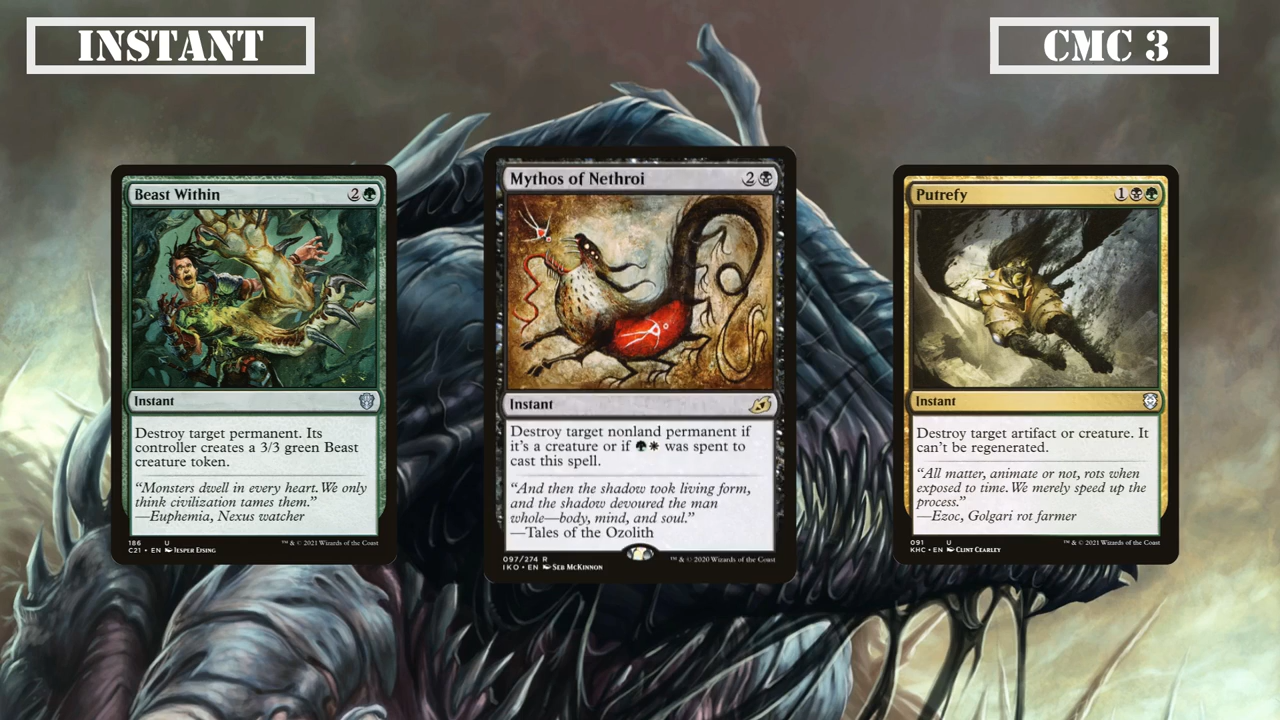 INSTANT
CMC 3
Beast Within
2
Instant
Destroy target permanent. Its
controller creates a 3/3 green Beast
creature token.
“Monsters dwell in every heart. We only
think civilization tames them.”
—Euphemia, Nexus watcher
186 U
C21 • EN Jesper Ejsing
™ & © 2021 Wizards of the Coast
Mythos of Nethroi
2
Instant
Destroy target nonland permanent if
it's a creature or if was spent to
cast this spell.
“And then the shadow took living form,
and the shadow devoured the man
whole—body, mind, and soul.”
—Tales of the Ozolith
097/274 R
IKO • EN Seb McKinnon
™ & © 2020 Wizards of the Coast
Putrefy
1
Instant
Destroy target artifact or creature. It
can't be regenerated.
“All matter, animate or not, rots when
exposed to time. We merely speed up the
process.”
—Ezoc, Golgari rot farmer
091 U
KHC • EN Clint Cearley
™ & © 2021 Wizards of the Coast